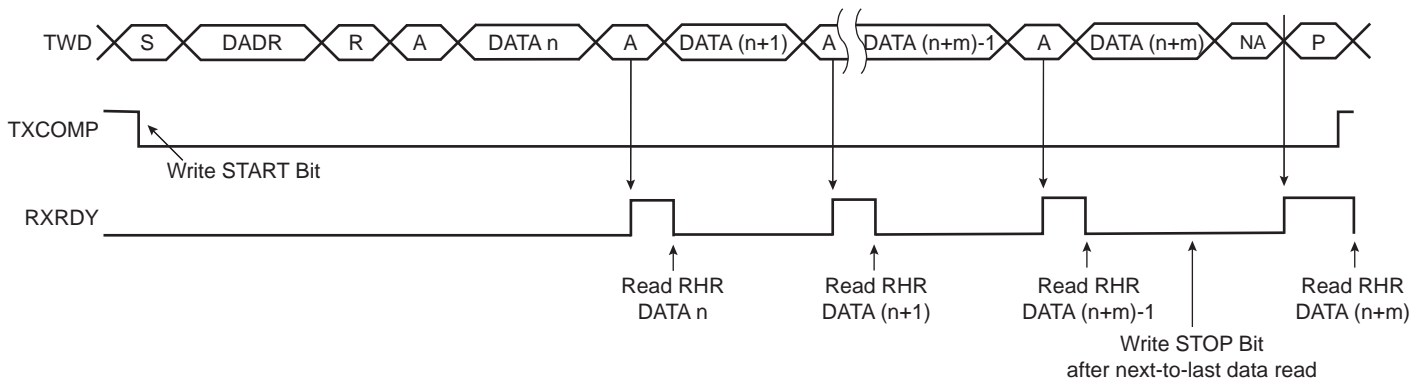 TWD S DADR R A DATA n A DATA (n+1) A DATA (n+m)-1 A DATA (n+m) NA P
TXCOMP
Write START Bit
RXRDY
Read RHR
DATA n
Read RHR
DATA (n+1)
Read RHR
DATA (n+m)-1
Read RHR
DATA (n+m)
Write STOP Bit
after next-to-last data read